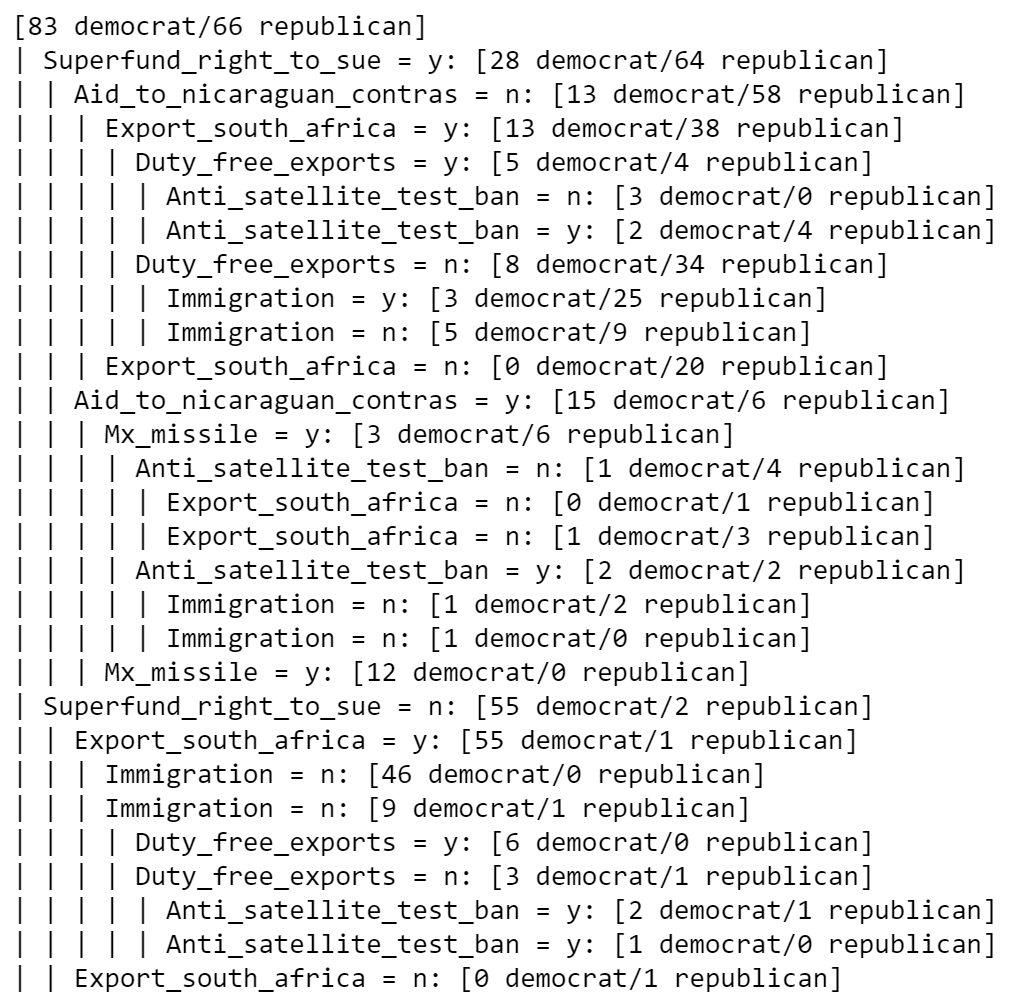 [83 democrat/66 republican]
| Superfund_right_to_sue = y: [28 democrat/64 republican]
| | Aid_to_nicaraguan_contras = n: [13 democrat/58 republican]
| | | Export_south_africa = y: [13 democrat/38 republican]
| | | | Duty_free_exports = y: [5 democrat/4 republican]
| | | | | Anti_satellite_test_ban = n: [3 democrat/0 republican]
| | | | | Anti_satellite_test_ban = y: [2 democrat/4 republican]
| | | | Duty_free_exports = n: [8 democrat/34 republican]
| | | | | Immigration = y: [3 democrat/25 republican]
| | | | | Immigration = n: [5 democrat/9 republican]
| | | Export_south_africa = n: [0 democrat/20 republican]
| | Aid_to_nicaraguan_contras = y: [15 democrat/6 republican]
| | | Mx_missile = y: [3 democrat/6 republican]
| | | | Anti_satellite_test_ban = n: [1 democrat/4 republican]
| | | | | Export_south_africa = n: [0 democrat/1 republican]
| | | | | Export_south_africa = n: [1 democrat/3 republican]
| | | | Anti_satellite_test_ban = y: [2 democrat/2 republican]
| | | | | Immigration = n: [1 democrat/2 republican]
| | | | | Immigration = n: [1 democrat/0 republican]
| | | Mx_missile = y: [12 democrat/0 republican]
| Superfund_right_to_sue = n: [55 democrat/2 republican]
| | Export_south_africa = y: [55 democrat/1 republican]
| | | Immigration = n: [46 democrat/0 republican]
| | | Immigration = n: [9 democrat/1 republican]
| | | | Duty_free_exports = y: [6 democrat/0 republican]
| | | | Duty_free_exports = n: [3 democrat/1 republican]
| | | | | Anti_satellite_test_ban = y: [2 democrat/1 republican]
| | | | | Anti_satellite_test_ban = y: [1 democrat/0 republican]
| | Export_south_africa = n: [0 democrat/1 republican]